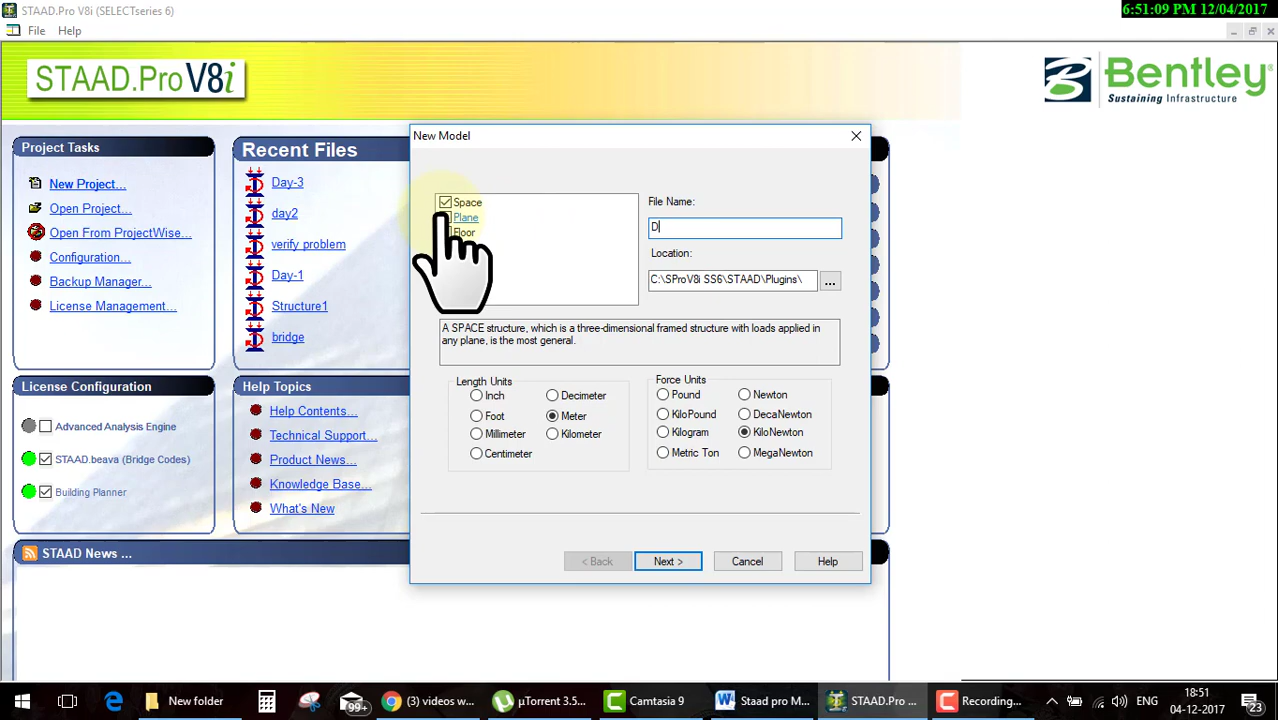 STAAD.Pro V8i (SELECTseries 6)
6:51:09 PM 12/04/2017
File Help
STAAD.Pro V8i
Bentley®
Sustaining Infrastructure
Project Tasks
New Project...
Open Project...
Open From ProjectWise...
Configuration...
Backup Manager...
License Management...
Recent Files
Day-3
day2
verify problem
Day-1
Structure1
bridge
New Model
Space
Plane
Floor
File Name:
D
Location:
C:\SProV8i SS6\STAAD\Plugins\
...
A SPACE structure, which is a three-dimensional framed structure with loads applied in
any plane, is the most general.
Length Units
Inch Decimeter
Foot Meter
Millimeter Kilometer
Centimeter
Force Units
Pound Newton
KiloPound DecaNewton
Kilogram KiloNewton
Metric Ton MegaNewton
< Back Next > Cancel Help
License Configuration
Advanced Analysis Engine
STAAD.beava (Bridge Codes)
Building Planner
Help Topics
Help Contents...
Technical Support...
Product News...
Knowledge Base...
What's New
STAAD News ...
New folder
99+
(3) videos w...
µTorrent 3.5...
Camtasia 9
Staad pro M...
STAAD.Pro ...
Recording...
ENG
18:51
04-12-2017
23